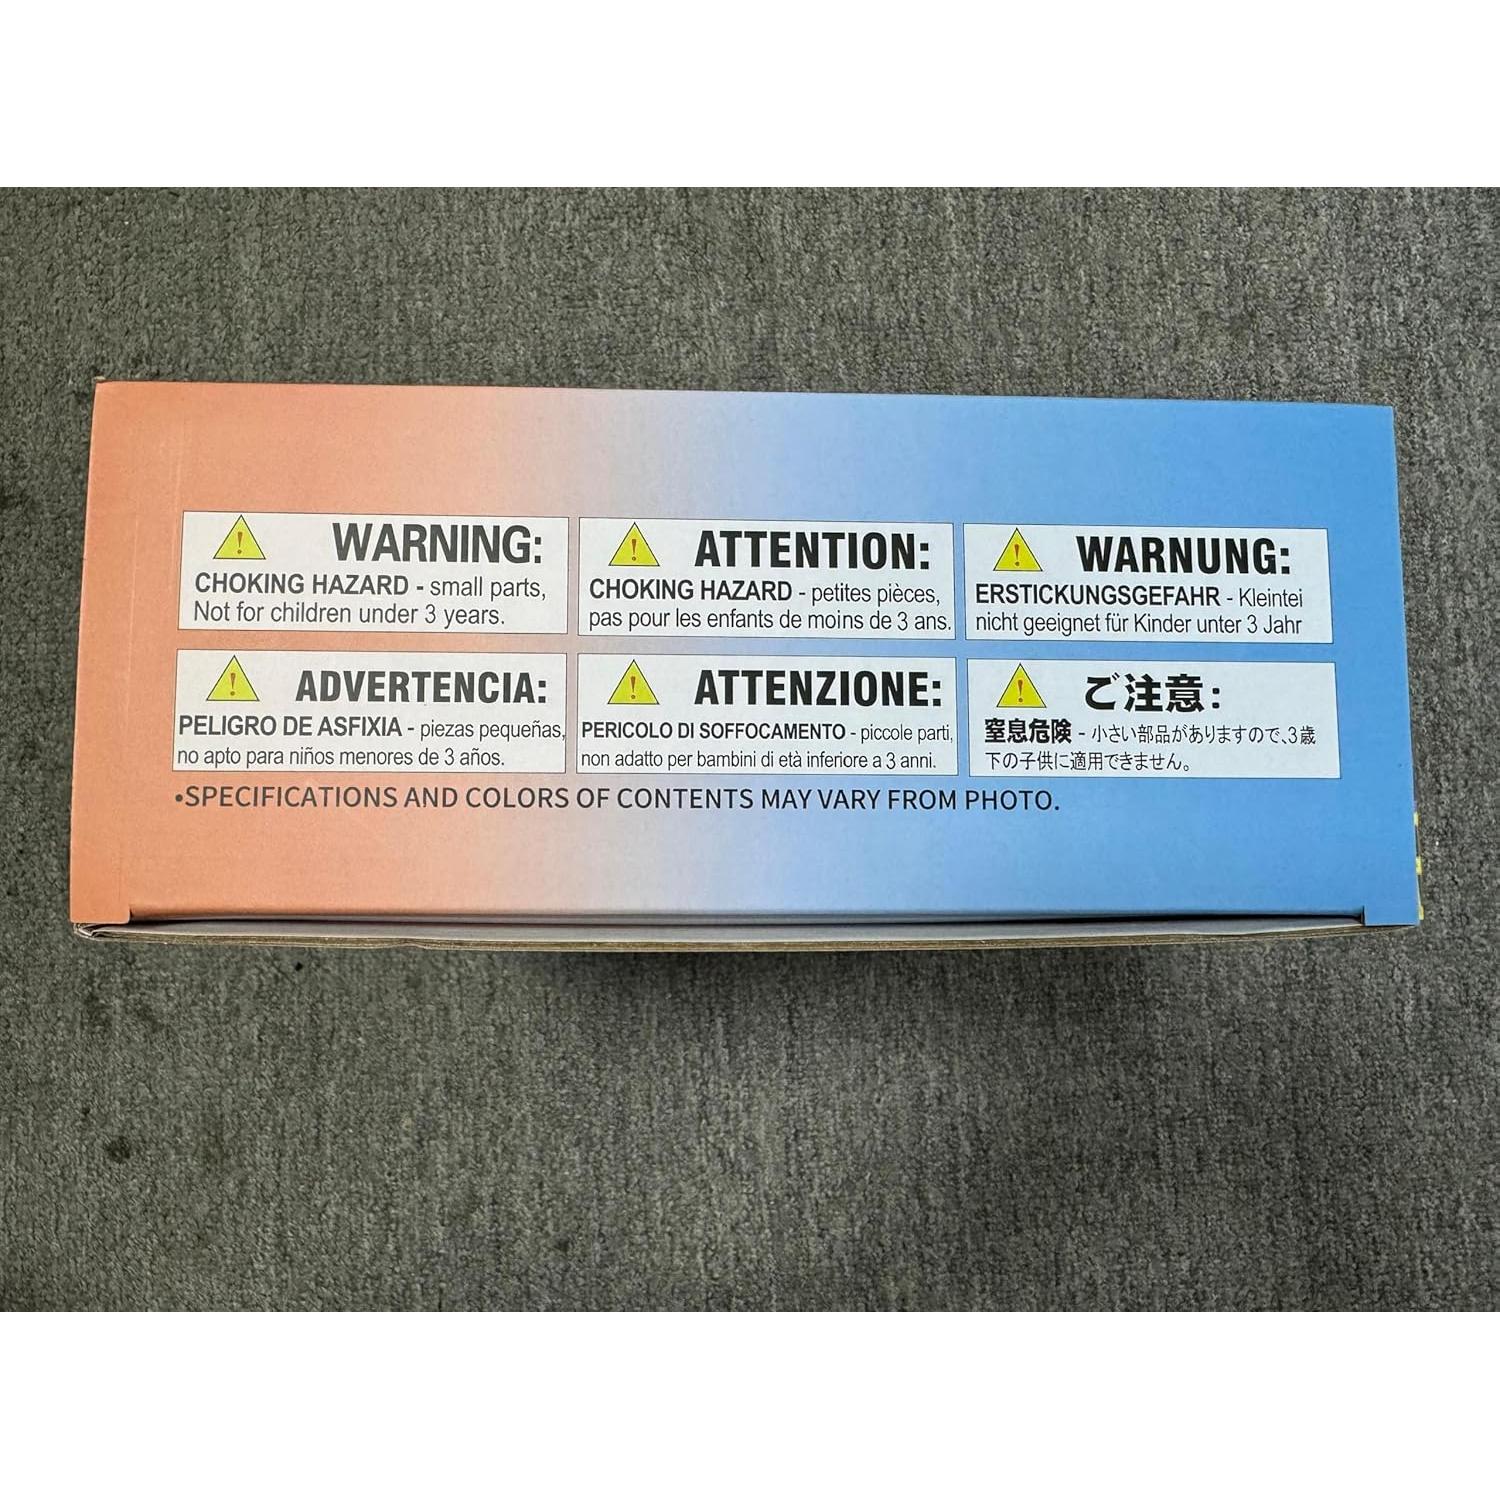 WARNING:
CHOKING HAZARD - small parts,
Not for children under 3 years.
ATTENTION:
CHOKING HAZARD - petites pièces,
pas pour les enfants de moins de 3 ans.
WARNUNG:
ERSTICKUNGSGEFAHR - Kleintei
nicht geeignet für Kinder unter 3 Jahr
ADVERTENCIA:
PELIGRO DE ASFIXIA - piezas pequeñas,
no apto para niños menores de 3 años.
ATTENZIONE:
PERICOLO DI SOFFOCAMENTO - piccole parti,
non adatto per bambini di età inferiore a 3 anni.
ご注意:
窒息危険 - 小さい部品がありますので、3歳
下の子供に適用できません。
•SPECIFICATIONS AND COLORS OF CONTENTS MAY VARY FROM PHOTO.